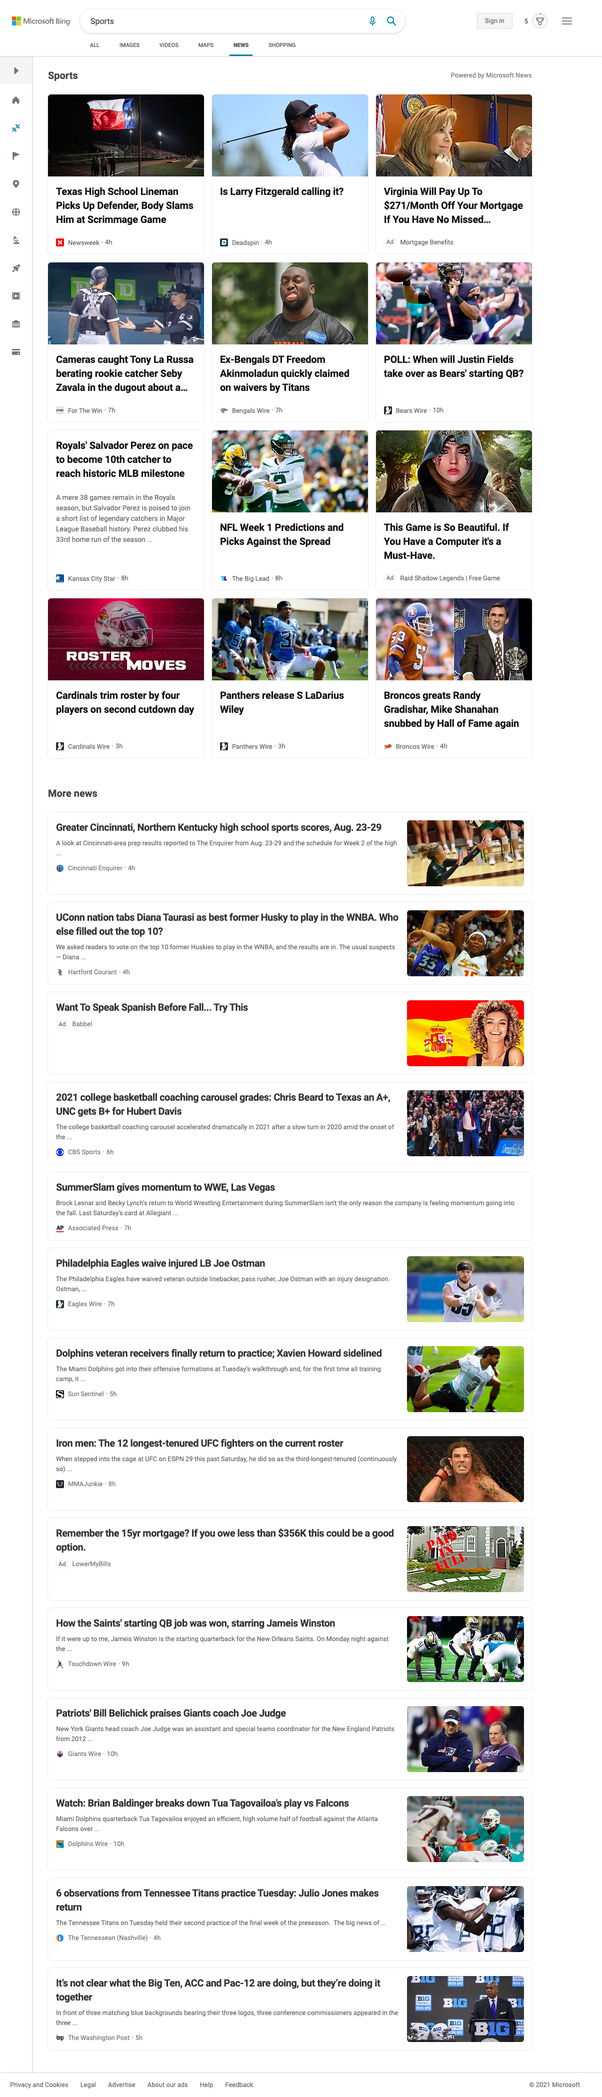 Microsoft Bing
Sports
Sign in
5
ALL
IMAGES
VIDEOS
MAPS
NEWS
SHOPPING
Sports
Powered by Microsoft News
Texas High School Lineman
Picks Up Defender, Body Slams
Him at Scrimmage Game
Newsweek · 4h
Is Larry Fitzgerald calling it?
Deadspin · 4h
Virginia Will Pay Up To
$271/Month Off Your Mortgage
If You Have No Missed...
Ad Mortgage Benefits
Cameras caught Tony La Russa
berating rookie catcher Seby
Zavala in the dugout about a...
For The Win · 7h
Ex-Bengals DT Freedom
Akinmoladun quickly claimed
on waivers by Titans
Bengals Wire · 7h
POLL: When will Justin Fields
take over as Bears' starting QB?
Bears Wire · 10h
Royals' Salvador Perez on pace
to become 10th catcher to
reach historic MLB milestone
A mere 38 games remain in the Royals
season, but Salvador Perez is poised to join
a short list of legendary catchers in Major
League Baseball history. Perez clubbed his
33rd home run of the season ...
Kansas City Star · 8h
NFL Week 1 Predictions and
Picks Against the Spread
The Big Lead · 8h
This Game is So Beautiful. If
You Have a Computer it's a
Must-Have.
Ad Raid Shadow Legends | Free Game
ROSTER
MOVES
Cardinals trim roster by four
players on second cutdown day
Cardinals Wire · 3h
Panthers release S LaDarius
Wiley
Panthers Wire · 3h
Broncos greats Randy
Gradishar, Mike Shanahan
snubbed by Hall of Fame again
Broncos Wire · 4h
More news
Greater Cincinnati, Northern Kentucky high school sports scores, Aug. 23-29
A look at Cincinnati-area prep results reported to The Enquirer from Aug. 23-29 and the schedule for Week 2 of the high
...
Cincinnati Enquirer · 4h
UConn nation tabs Diana Taurasi as best former Husky to play in the WNBA. Who
else filled out the top 10?
We asked readers to vote on the top 10 former Huskies to play in the WNBA, and the results are in. The usual suspects
— Diana ...
Hartford Courant · 4h
Want To Speak Spanish Before Fall... Try This
Ad Babbel
2021 college basketball coaching carousel grades: Chris Beard to Texas an A+,
UNC gets B+ for Hubert Davis
The college basketball coaching carousel accelerated dramatically in 2021 after a slow turn in 2020 amid the onset of
the ...
CBS Sports · 6h
SummerSlam gives momentum to WWE, Las Vegas
Brock Lesnar and Becky Lynch's return to World Wrestling Entertainment during SummerSlam isn't the only reason the company is feeling momentum going into
the fall. Last Saturday's card at Allegiant ...
AP Associated Press · 7h
Philadelphia Eagles waive injured LB Joe Ostman
The Philadelphia Eagles have waived veteran outside linebacker, pass rusher, Joe Ostman with an injury designation.
Ostman, ...
Eagles Wire · 7h
Dolphins veteran receivers finally return to practice; Xavien Howard sidelined
The Miami Dolphins got into their offensive formations at Tuesday's walkthrough and, for the first time all training
camp, it ...
Sun Sentinel · 5h
Iron men: The 12 longest-tenured UFC fighters on the current roster
When stepped into the cage at UFC on ESPN 29 this past Saturday, he did so as the third-longest-tenured (continuously
so) ...
MMAJunkie · 8h
Remember the 15yr mortgage? If you owe less than $356K this could be a good
option.
Ad LowerMyBills
PAID
IN
FULL
How the Saints' starting QB job was won, starring Jameis Winston
If it were up to me, Jameis Winston is the starting quarterback for the New Orleans Saints. On Monday night against
the ...
Touchdown Wire · 9h
Patriots' Bill Belichick praises Giants coach Joe Judge
New York Giants head coach Joe Judge was an assistant and special teams coordinator for the New England Patriots
from 2012 ...
Giants Wire · 10h
Watch: Brian Baldinger breaks down Tua Tagovailoa's play vs Falcons
Miami Dolphins quarterback Tua Tagovailoa enjoyed an efficient, high volume half of football against the Atlanta
Falcons over ...
Dolphins Wire · 10h
6 observations from Tennessee Titans practice Tuesday: Julio Jones makes
return
The Tennessee Titans on Tuesday held their second practice of the final week of the preseason. The big news of ...
The Tennessean (Nashville) · 4h
It's not clear what the Big Ten, ACC and Pac-12 are doing, but they're doing it
together
In front of three matching blue backgrounds bearing their three logos, three conference commissioners appeared in the
three ...
The Washington Post · 5h
B1G
Privacy and Cookies
Legal
Advertise
About our ads
Help
Feedback
© 2021 Microsoft